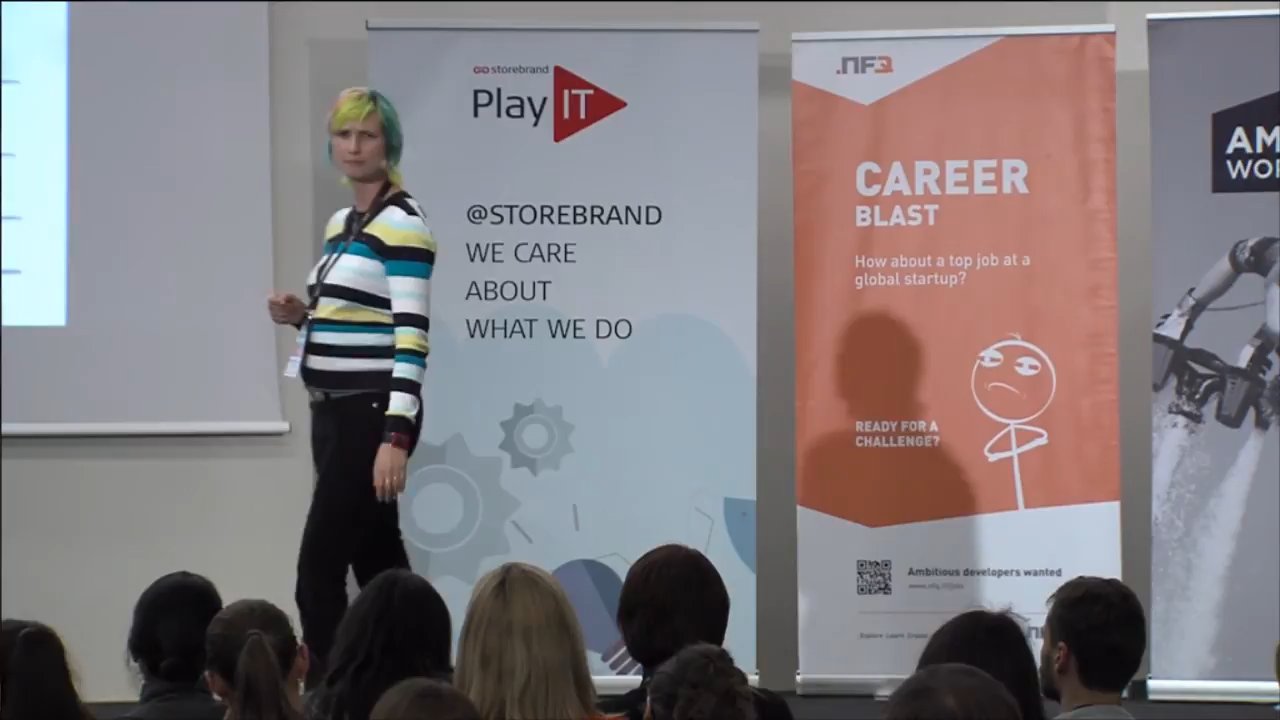 storebrand
Play IT
@STOREBRAND
WE CARE
ABOUT
WHAT WE DO
.NFQ
CAREER
BLAST
How about a top job at a
global startup?
READY FOR A
CHALLENGE?
Ambitious developers wanted
AM
WOR